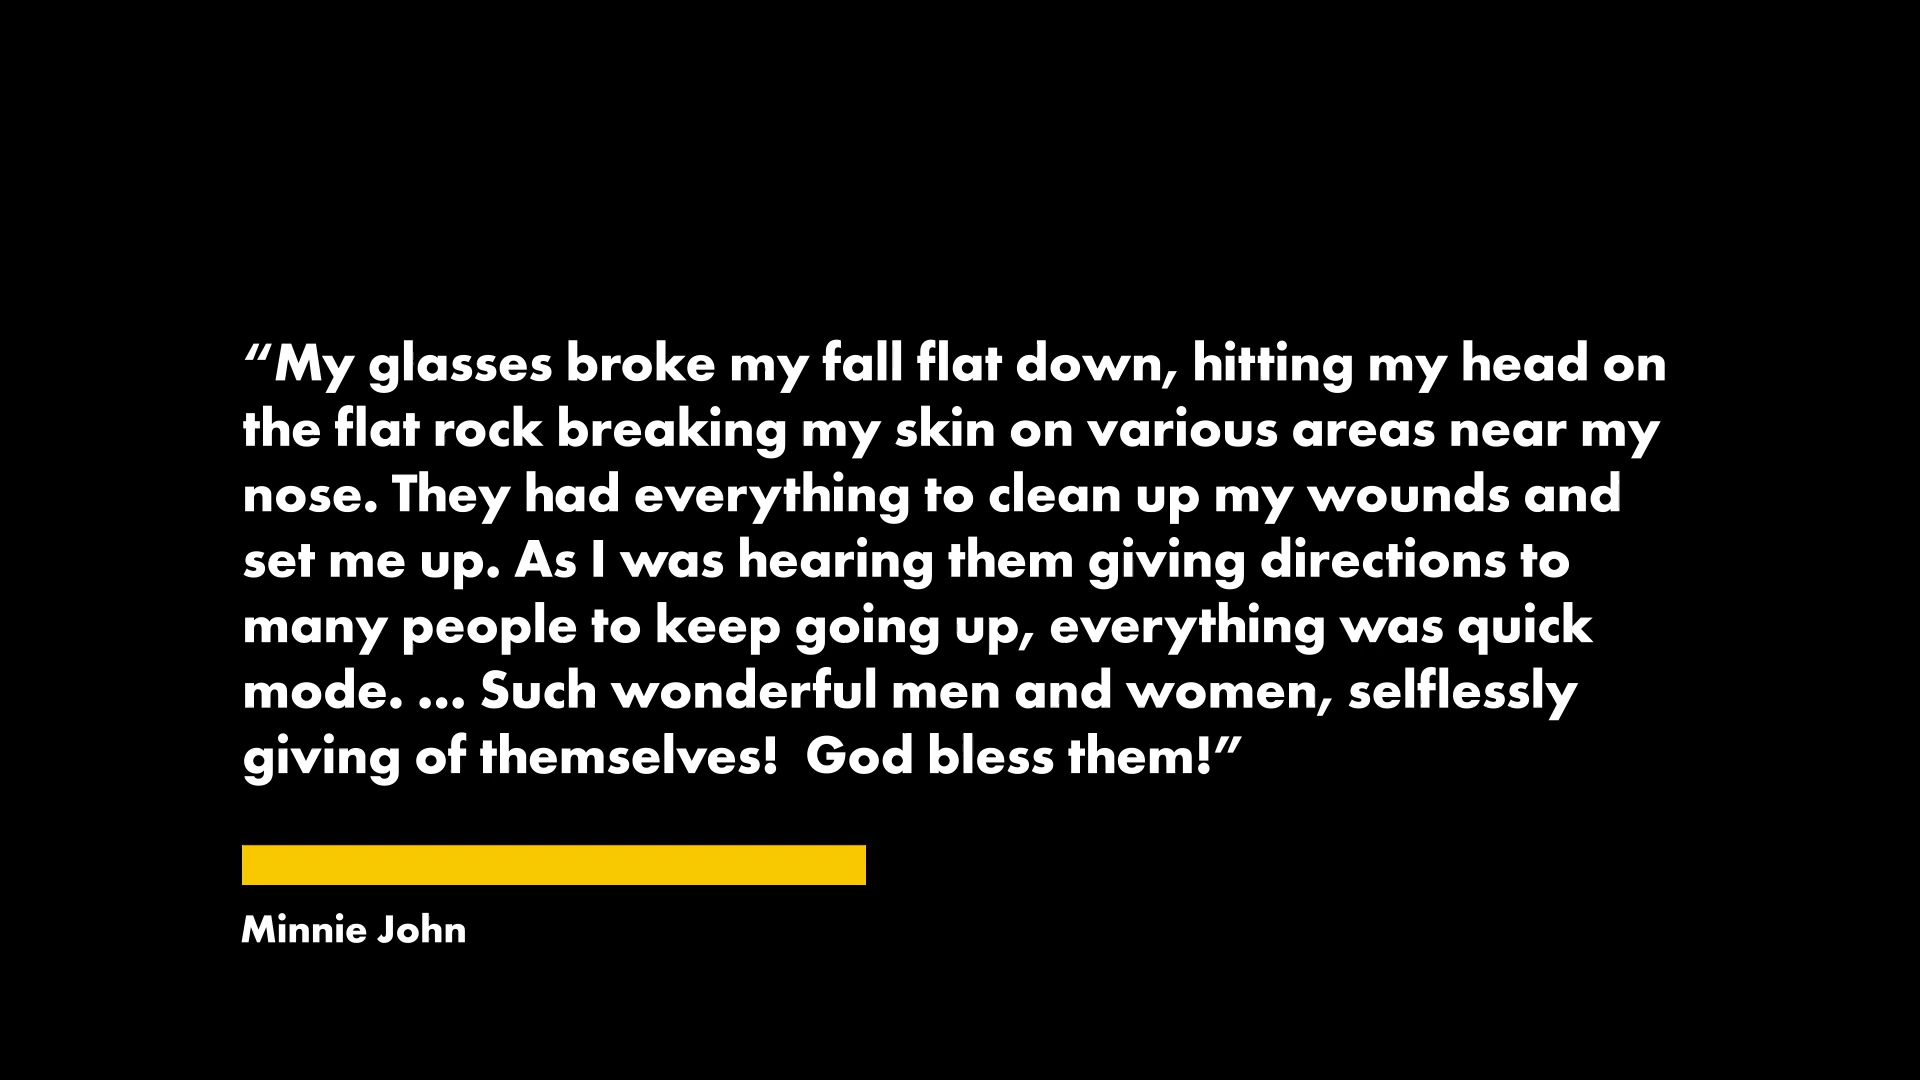 “My glasses broke my fall flat down, hitting my head on
the flat rock breaking my skin on various areas near my
nose. They had everything to clean up my wounds and
set me up. As I was hearing them giving directions to
many people to keep going up, everything was quick
mode. ... Such wonderful men and women, selflessly
giving of themselves!  God bless them!”
Minnie John